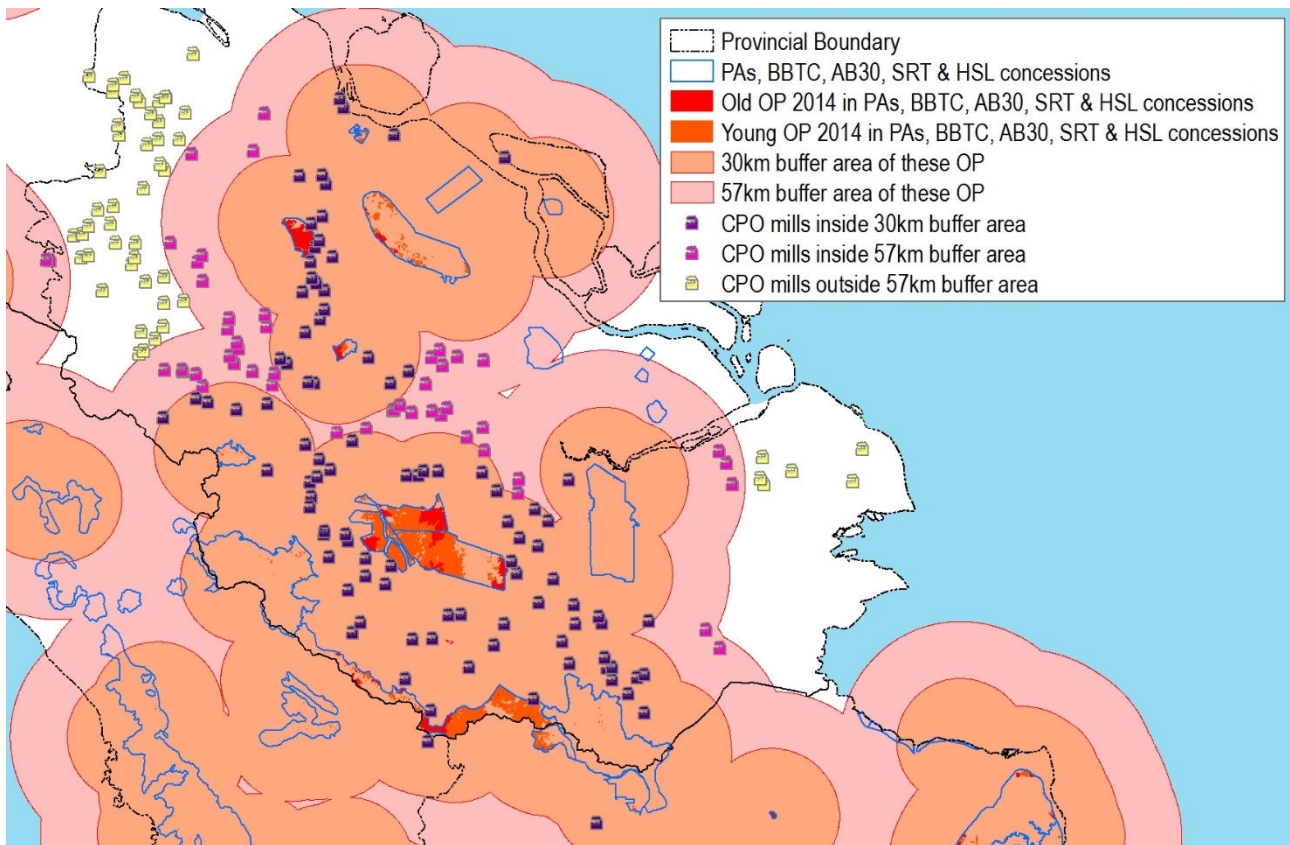 Provincial Boundary
PAs, BBTC, AB30, SRT & HSL concessions
Old OP 2014 in PAs, BBTC, AB30, SRT & HSL concessions
Young OP 2014 in PAs, BBTC, AB30, SRT & HSL concessions
30km buffer area of these OP
57km buffer area of these OP
CPO mills inside 30km buffer area
CPO mills inside 57km buffer area
CPO mills outside 57km buffer area